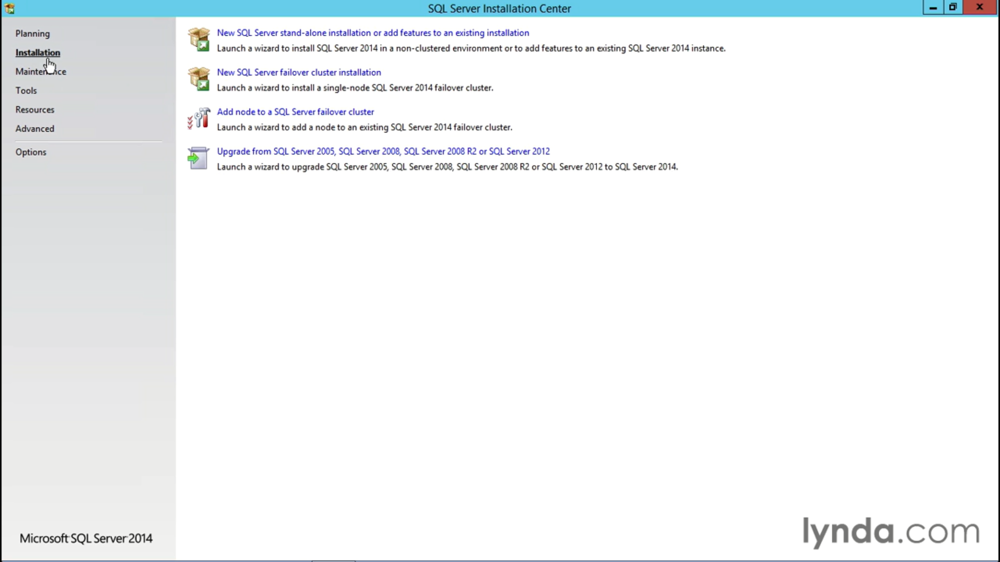 SQL Server Installation Center
Planning
Installation
Maintenance
Tools
Resources
Advanced
Options
New SQL Server stand-alone installation or add features to an existing installation
Launch a wizard to install SQL Server 2014 in a non-clustered environment or to add features to an existing SQL Server 2014 instance.
New SQL Server failover cluster installation
Launch a wizard to install a single-node SQL Server 2014 failover cluster.
Add node to a SQL Server failover cluster
Launch a wizard to add a node to an existing SQL Server 2014 failover cluster.
Upgrade from SQL Server 2005, SQL Server 2008, SQL Server 2008 R2 or SQL Server 2012
Launch a wizard to upgrade SQL Server 2005, SQL Server 2008, SQL Server 2008 R2 or SQL Server 2012 to SQL Server 2014.
Microsoft SQL Server 2014
lynda.com